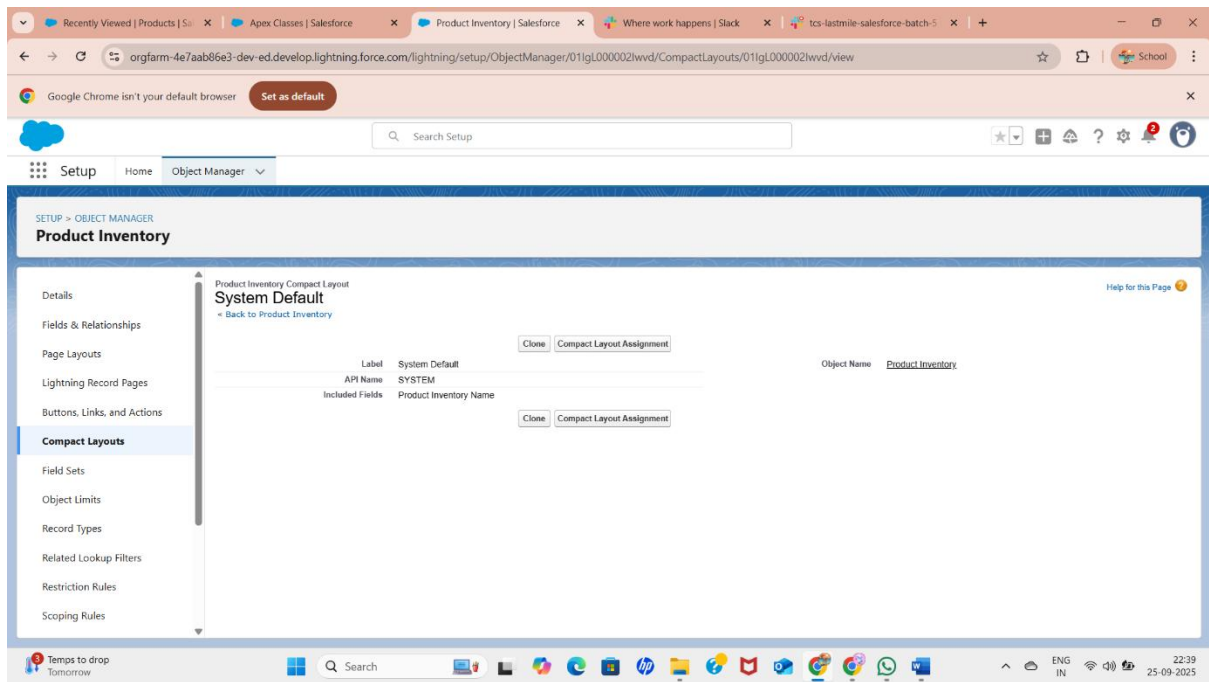 Recently Viewed | Products | Sa
Apex Classes | Salesforce
Product Inventory | Salesforce
Where work happens | Slack
tcs-lastmile-salesforce-batch-5
orgfarm-4e7aab86e3-dev-ed.develop.lightning.force.com/lightning/setup/ObjectManager/01IgL000002Iwvd/CompactLayouts/01IgL000002Iwvd/view
School
Google Chrome isn't your default browser
Set as default
Search Setup
2
Setup
Home
Object Manager
SETUP > OBJECT MANAGER
Product Inventory
Details
Fields & Relationships
Page Layouts
Lightning Record Pages
Buttons, Links, and Actions
Compact Layouts
Field Sets
Object Limits
Record Types
Related Lookup Filters
Restriction Rules
Scoping Rules
Product Inventory Compact Layout
System Default
« Back to Product Inventory
Help for this Page
Clone Compact Layout Assignment
Label System Default Object Name Product Inventory
API Name SYSTEM
Included Fields Product Inventory Name
Clone Compact Layout Assignment
3
Temps to drop
Tomorrow
Search
ENG
IN
22:39
25-09-2025